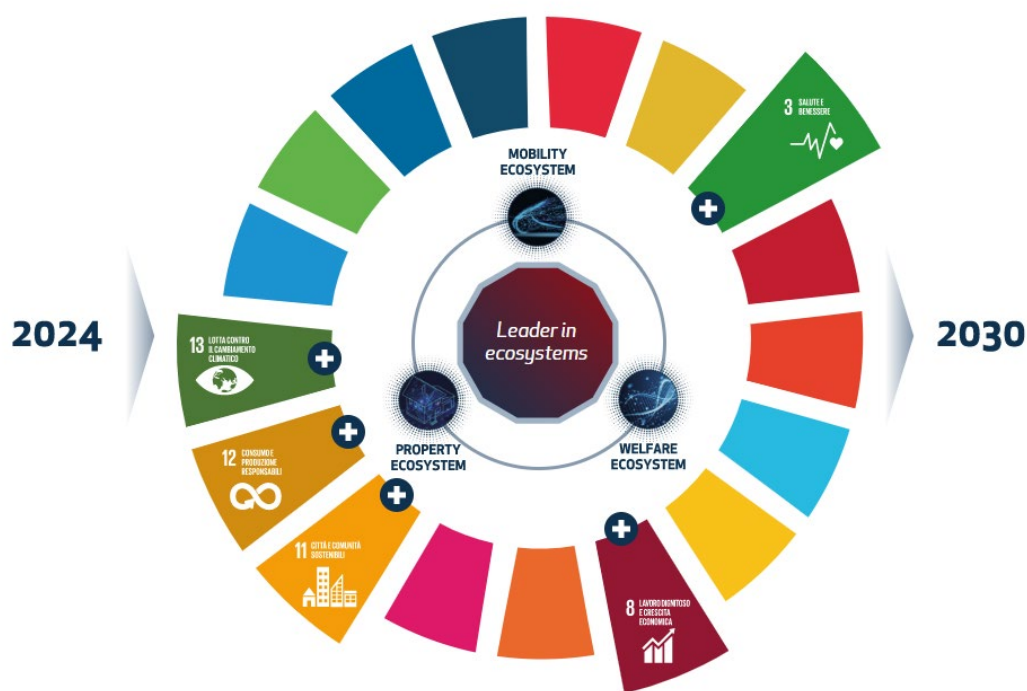 3 SALUTE E
BENESSERE
MOBILITY
ECOSYSTEM
2024
Leader in
ecosystems
2030
13 LOTTA CONTRO
IL CAMBIAMENTO
CLIMATICO
PROPERTY
ECOSYSTEM
WELFARE
ECOSYSTEM
12 CONSUMO E
PRODUZIONE
RESPONSABILI
11 CITTÀ E COMUNITÀ
SOSTENIBILI
8 LAVORO DIGNITOSO
E CRESCITA
ECONOMICA